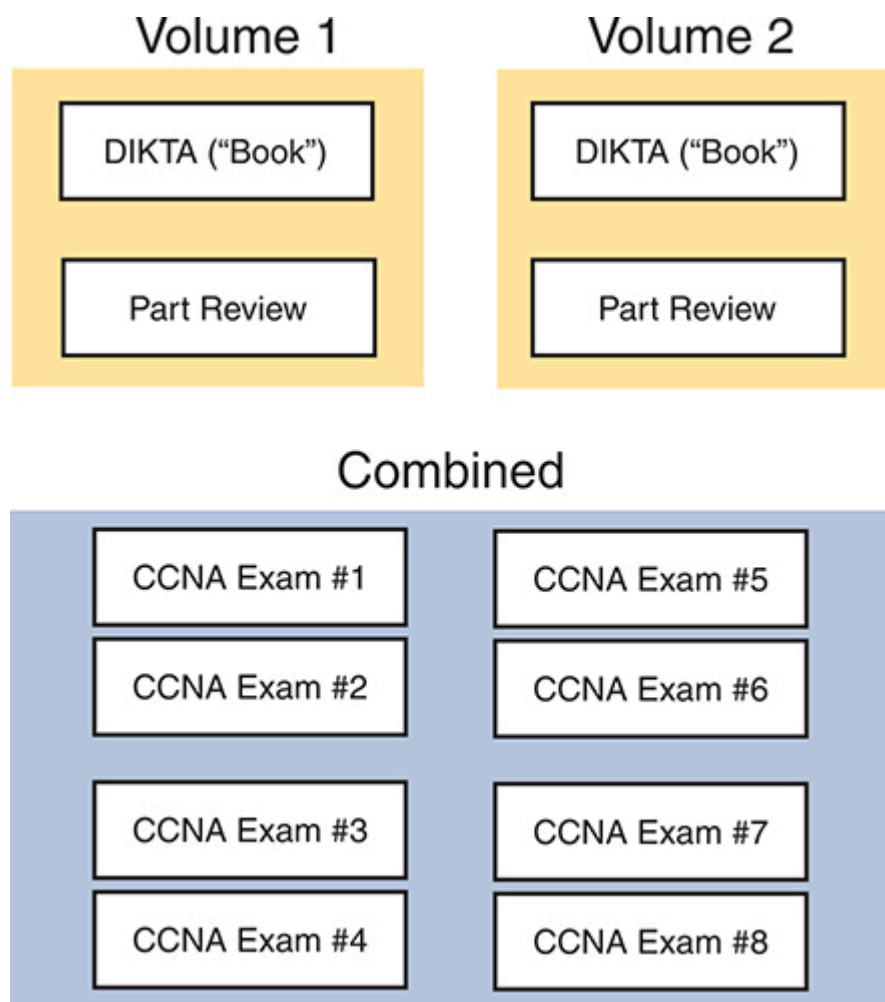 Volume 1
Volume 2
DIKTA (“Book”)
DIKTA (“Book”)
Part Review
Part Review
Combined
CCNA Exam #1
CCNA Exam #5
CCNA Exam #2
CCNA Exam #6
CCNA Exam #3
CCNA Exam #7
CCNA Exam #4
CCNA Exam #8